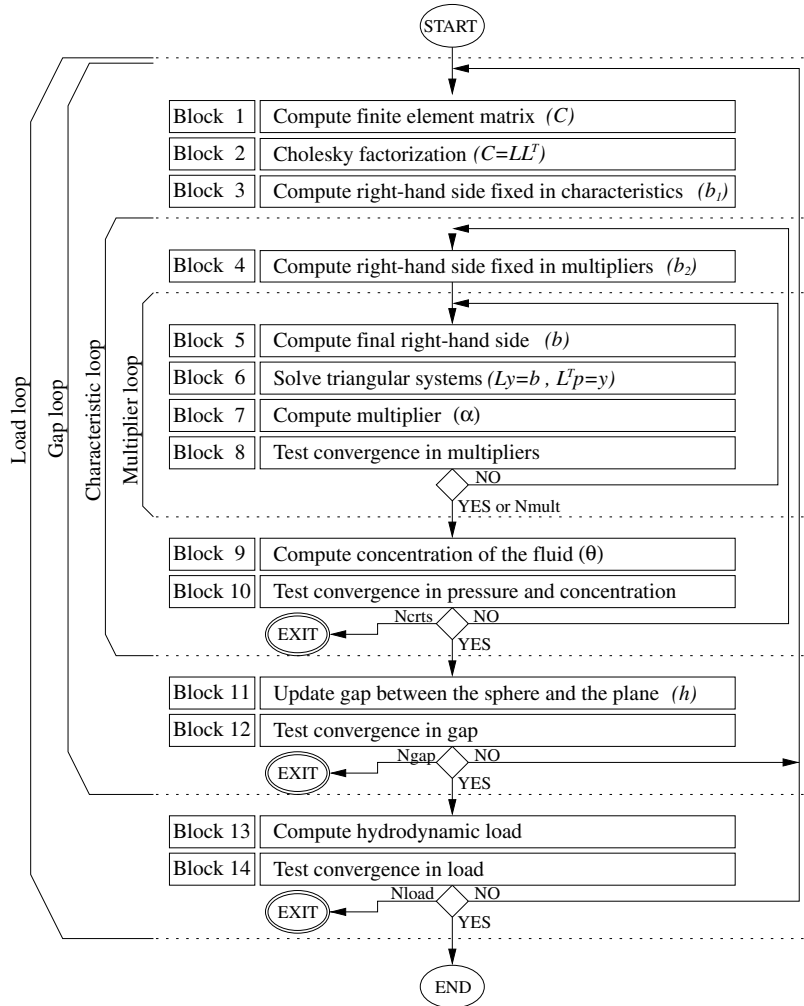 START
Block 1 Compute finite element matrix (C)
Block 2 Cholesky factorization (C=LL^T)
Block 3 Compute right-hand side fixed in characteristics (b_1)
Block 4 Compute right-hand side fixed in multipliers (b_2)
Block 5 Compute final right-hand side (b)
Block 6 Solve triangular systems (Ly=b , L^Tp=y)
Block 7 Compute multiplier (α)
Block 8 Test convergence in multipliers
NO
YES or Nmult
Block 9 Compute concentration of the fluid (θ)
Block 10 Test convergence in pressure and concentration
Ncrts NO
EXIT
YES
Block 11 Update gap between the sphere and the plane (h)
Block 12 Test convergence in gap
Ngap NO
EXIT
YES
Block 13 Compute hydrodynamic load
Block 14 Test convergence in load
Nload NO
EXIT
YES
END
Load loop
Gap loop
Characteristic loop
Multiplier loop